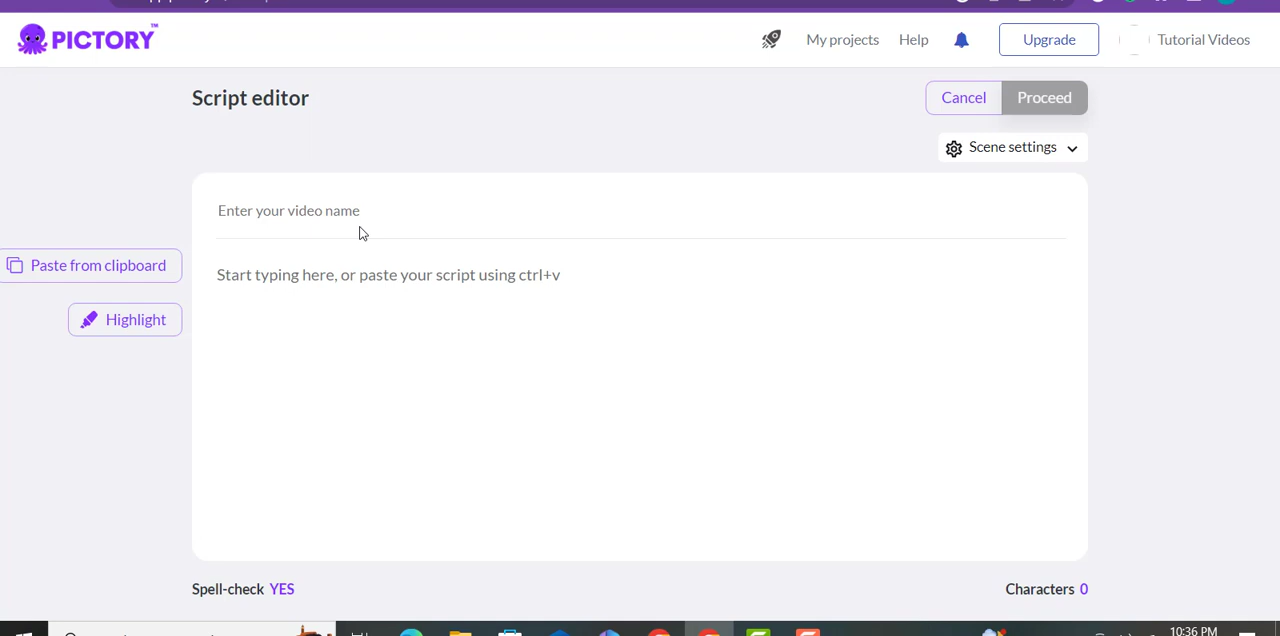 PICTORY™
My projects
Help
Upgrade
Tutorial Videos
Script editor
Cancel
Proceed
Scene settings
Enter your video name
Paste from clipboard
Start typing here, or paste your script using ctrl+v
Highlight
Spell-check YES
Characters 0
10:36 PM